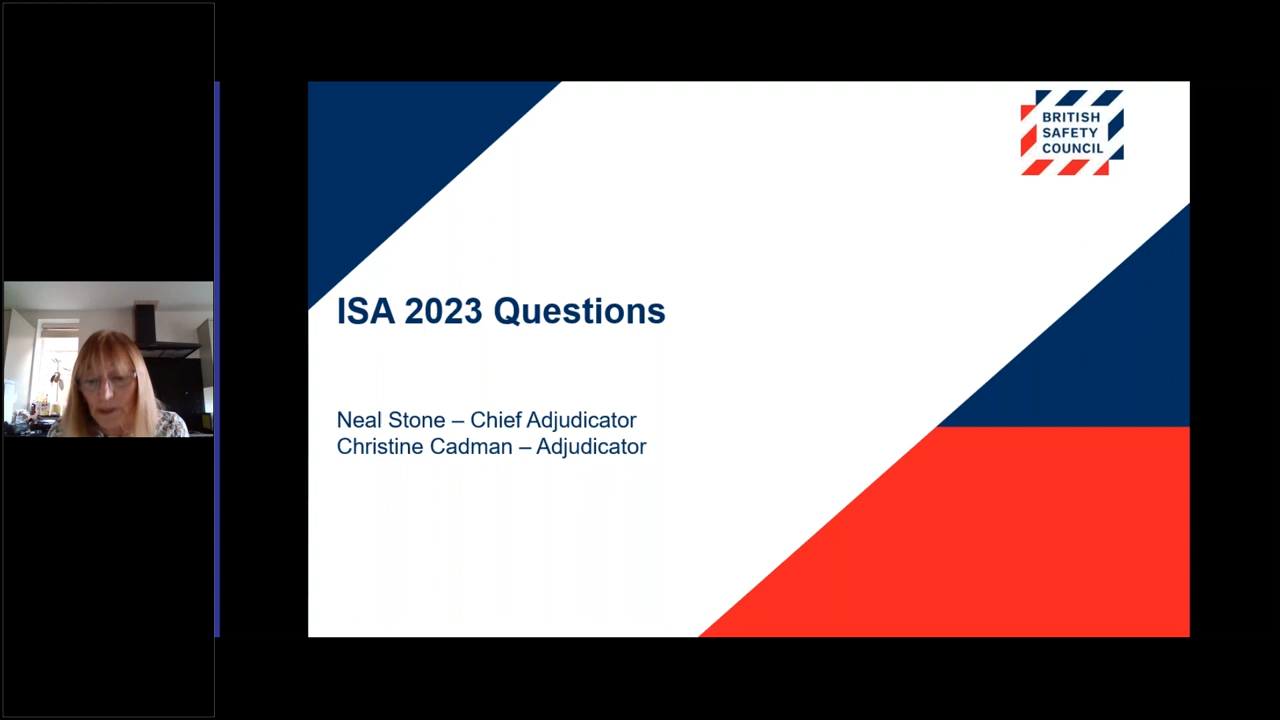 BRITISH
SAFETY
COUNCIL
ISA 2023 Questions
Neal Stone – Chief Adjudicator
Christine Cadman – Adjudicator